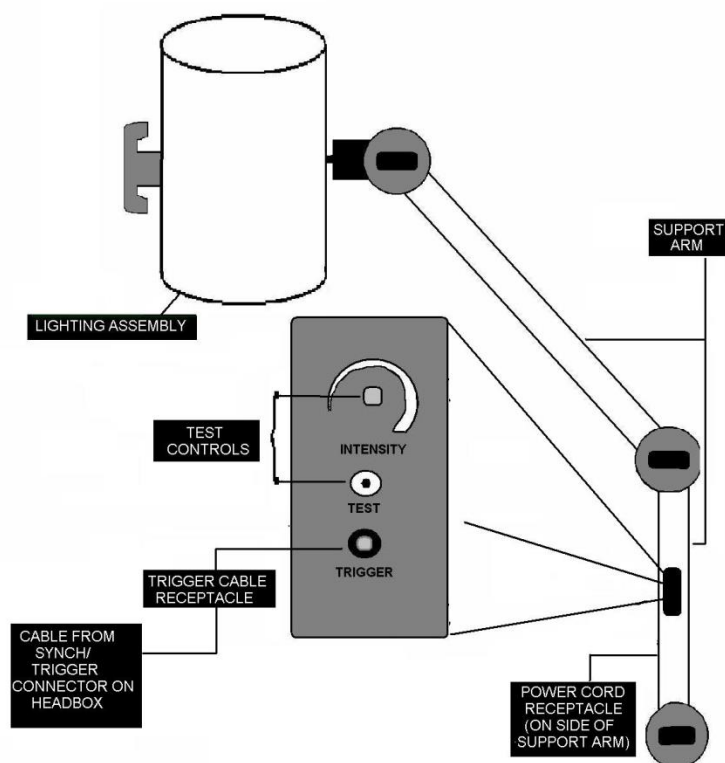 SUPPORT
ARM
LIGHTING ASSEMBLY
TEST
CONTROLS
INTENSITY
TEST
TRIGGER
TRIGGER CABLE
RECEPTACLE
CABLE FROM
SYNCH/
TRIGGER
CONNECTOR ON
HEADBOX
POWER CORD
RECEPTACLE
(ON SIDE OF
SUPPORT ARM)